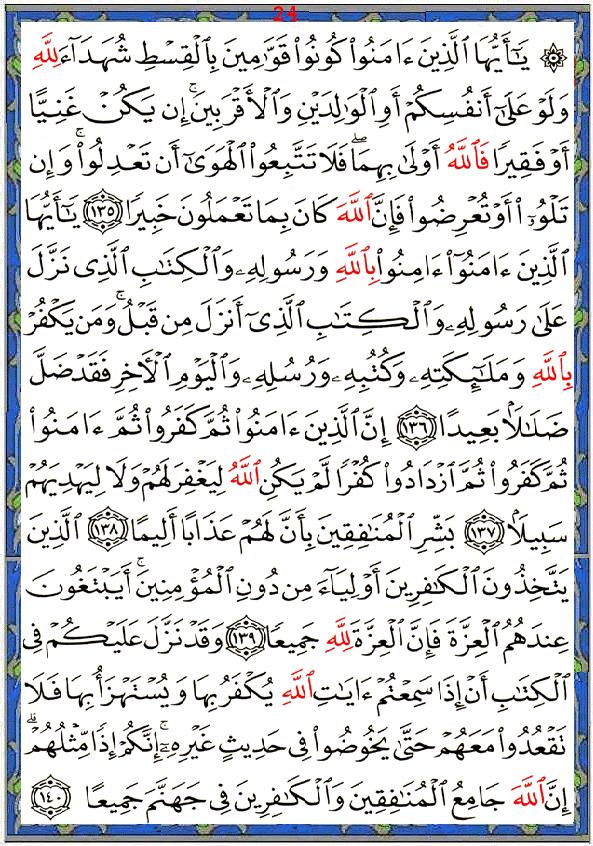 24
۞ يَٰٓأَيُّهَا ٱلَّذِينَ ءَامَنُوا۟ كُونُوا۟ قَوَّٰمِينَ بِٱلْقِسْطِ شُهَدَآءَ لِلَّهِ
وَلَوْ عَلَىٰٓ أَنفُسِكُمْ أَوِ ٱلْوَٰلِدَيْنِ وَٱلْأَقْرَبِينَ ۚ إِن يَكُنْ غَنِيًّا
أَوْ فَقِيرًا فَٱللَّهُ أَوْلَىٰ بِهِمَا ۖ فَلَا تَتَّبِعُوا۟ ٱلْهَوَىٰٓ أَن تَعْدِلُوا۟ ۚ وَإِن
تَلْوُۥٓا۟ أَوْ تُعْرِضُوا۟ فَإِنَّ ٱللَّهَ كَانَ بِمَا تَعْمَلُونَ خَبِيرًا ١٣٥ يَٰٓأَيُّهَا
ٱلَّذِينَ ءَامَنُوٓا۟ ءَامِنُوا۟ بِٱللَّهِ وَرَسُولِهِۦ وَٱلْكِتَٰبِ ٱلَّذِى نَزَّلَ
عَلَىٰ رَسُولِهِۦ وَٱلْكِتَٰبِ ٱلَّذِىٓ أَنزَلَ مِن قَبْلُ ۚ وَمَن يَكْفُرْ
بِٱللَّهِ وَمَلَٰٓئِكَتِهِۦ وَكُتُبِهِۦ وَرُسُلِهِۦ وَٱلْيَوْمِ ٱلْءَاخِرِ فَقَدْ ضَلَّ
ضَلَٰلًۢا بَعِيدًا ١٣٦ إِنَّ ٱلَّذِينَ ءَامَنُوا۟ ثُمَّ كَفَرُوا۟ ثُمَّ ءَامَنُوا۟
ثُمَّ كَفَرُوا۟ ثُمَّ ٱزْدَادُوا۟ كُفْرًا لَّمْ يَكُنِ ٱللَّهُ لِيَغْفِرَ لَهُمْ وَلَا لِيَهْدِيَهُمْ
سَبِيلًۢا ١٣٧ بَشِّرِ ٱلْمُنَٰفِقِينَ بِأَنَّ لَهُمْ عَذَابًا أَلِيمًا ١٣٨ ٱلَّذِينَ
يَتَّخِذُونَ ٱلْكَٰفِرِينَ أَوْلِيَآءَ مِن دُونِ ٱلْمُؤْمِنِينَ ۚ أَيَبْتَغُونَ
عِندَهُمُ ٱلْعِزَّةَ فَإِنَّ ٱلْعِزَّةَ لِلَّهِ جَمِيعًا ١٣٩ وَقَدْ نَزَّلَ عَلَيْكُمْ فِى
ٱلْكِتَٰبِ أَنْ إِذَا سَمِعْتُمْ ءَايَٰتِ ٱللَّهِ يُكْفَرُ بِهَا وَيُسْتَهْزَأُ بِهَا فَلَا
تَقْعُدُوا۟ مَعَهُمْ حَتَّىٰ يَخُوضُوا۟ فِى حَدِيثٍ غَيْرِهِۦٓ ۚ إِنَّكُمْ إِذًا مِّثْلُهُمْ ۗ
إِنَّ ٱللَّهَ جَامِعُ ٱلْمُنَٰفِقِينَ وَٱلْكَٰفِرِينَ فِى جَهَنَّمَ جَمِيعًا ١٤٠